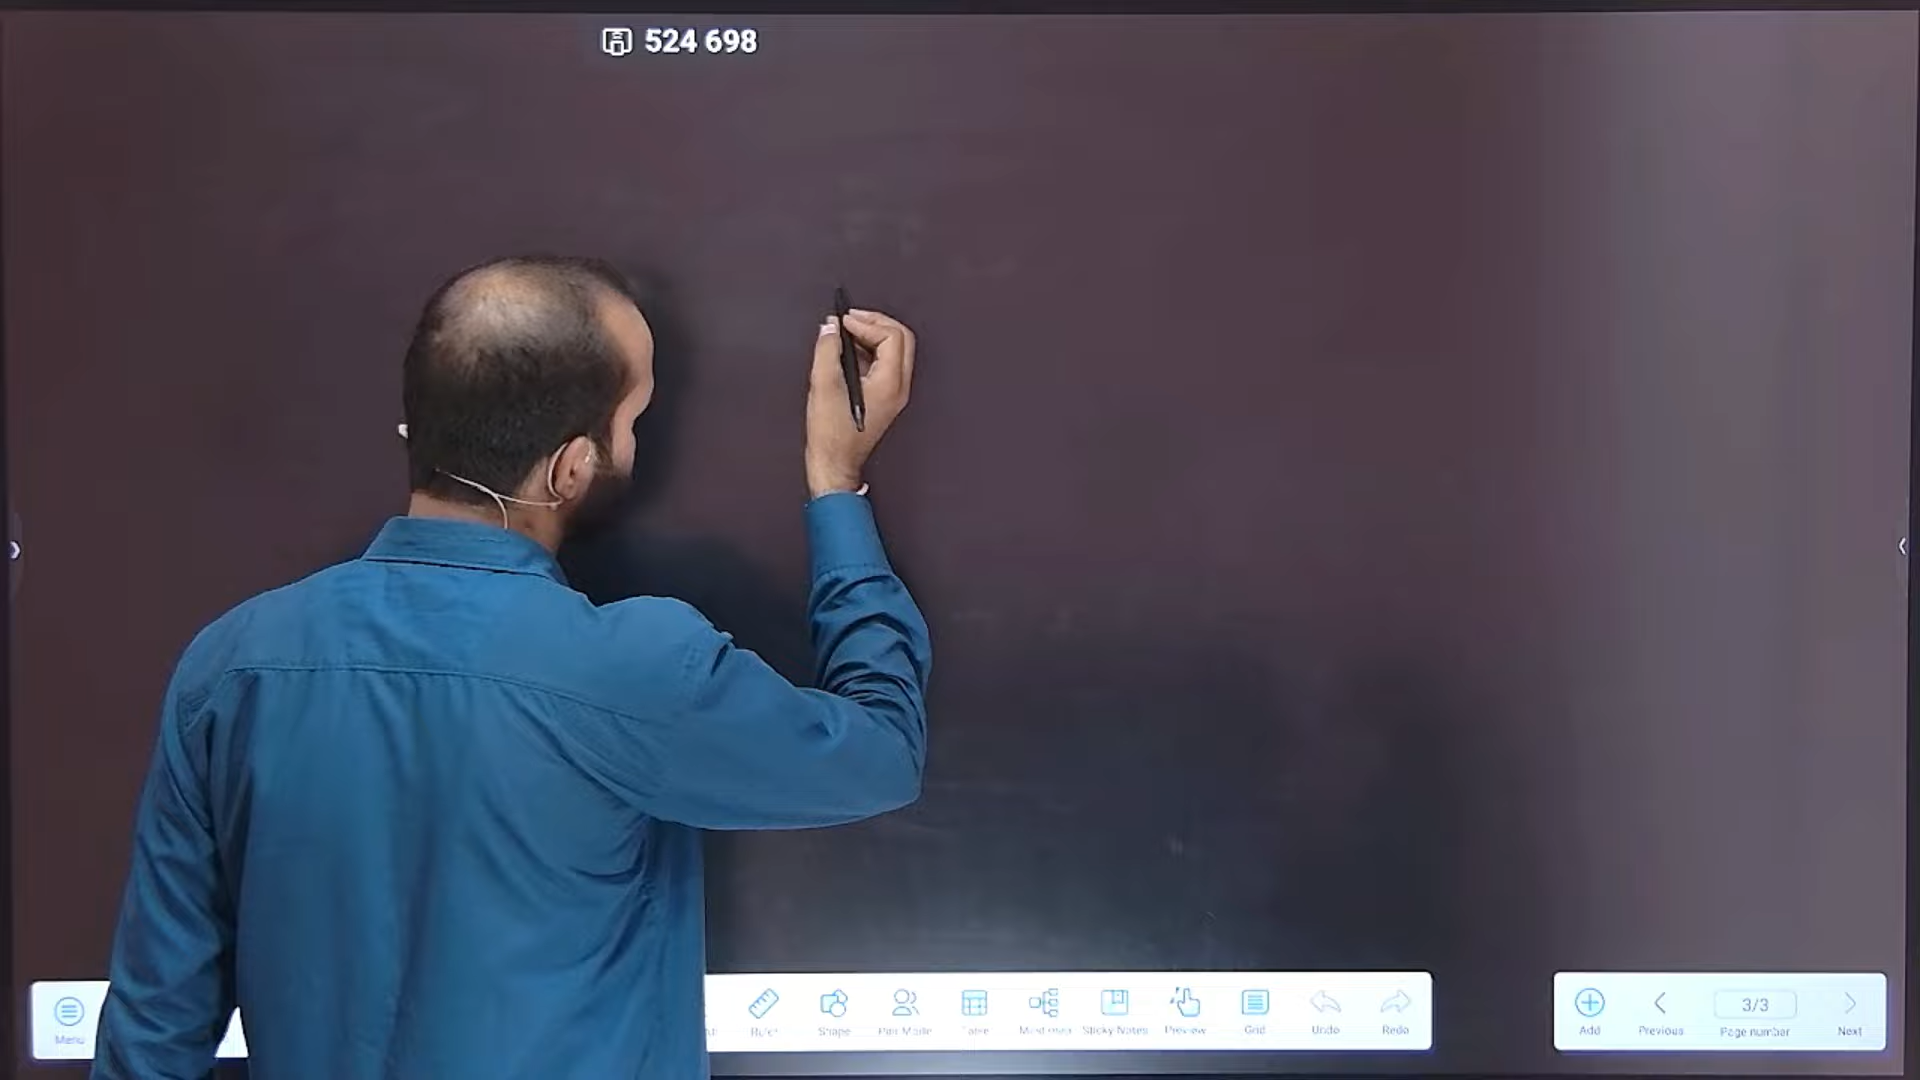 524 698
Menu
Ruler
Shape
Pen Mode
Table
Mind map
Sticky Notes
Preview
Grid
Undo
Redo
Add
Previous
3/3
Page number
Next